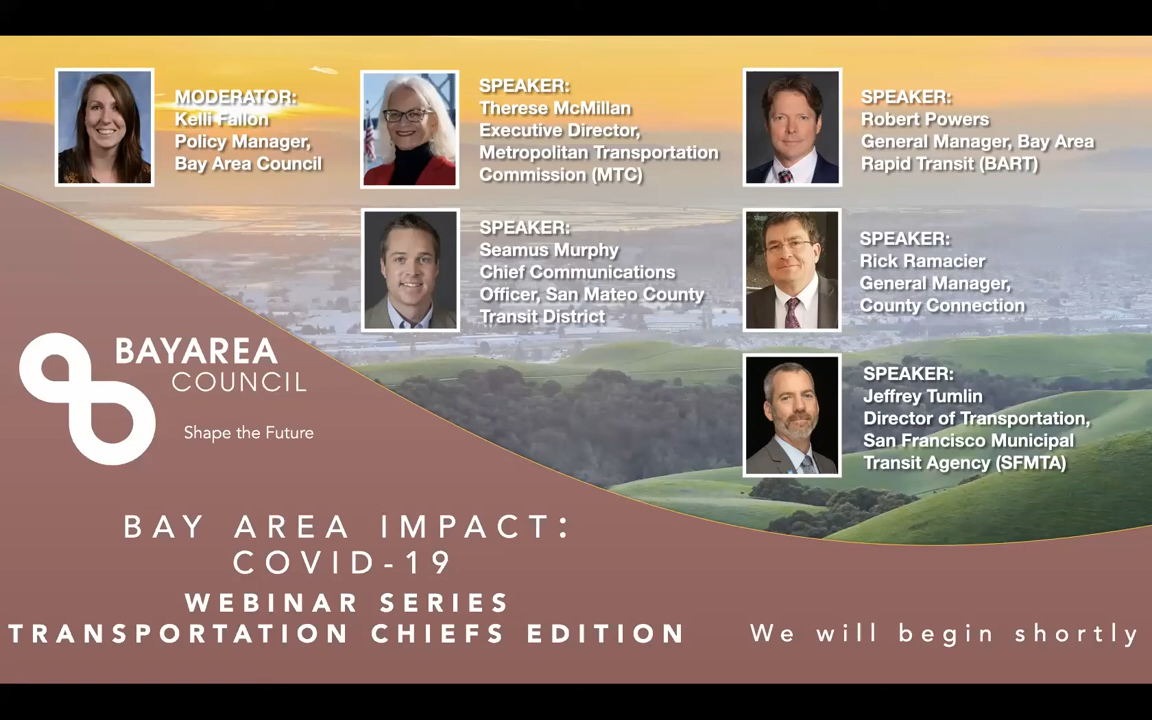 MODERATOR:
Kelli Fallon
Policy Manager,
Bay Area Council
SPEAKER:
Therese McMillan
Executive Director,
Metropolitan Transportation
Commission (MTC)
SPEAKER:
Robert Powers
General Manager, Bay Area
Rapid Transit (BART)
SPEAKER:
Seamus Murphy
Chief Communications
Officer, San Mateo County
Transit District
SPEAKER:
Rick Ramacier
General Manager,
County Connection
SPEAKER:
Jeffrey Tumlin
Director of Transportation,
San Francisco Municipal
Transit Agency (SFMTA)
BAYAREA
COUNCIL
Shape the Future
BAY AREA IMPACT:
COVID-19
WEBINAR SERIES
TRANSPORTATION CHIEFS EDITION
We will begin shortly